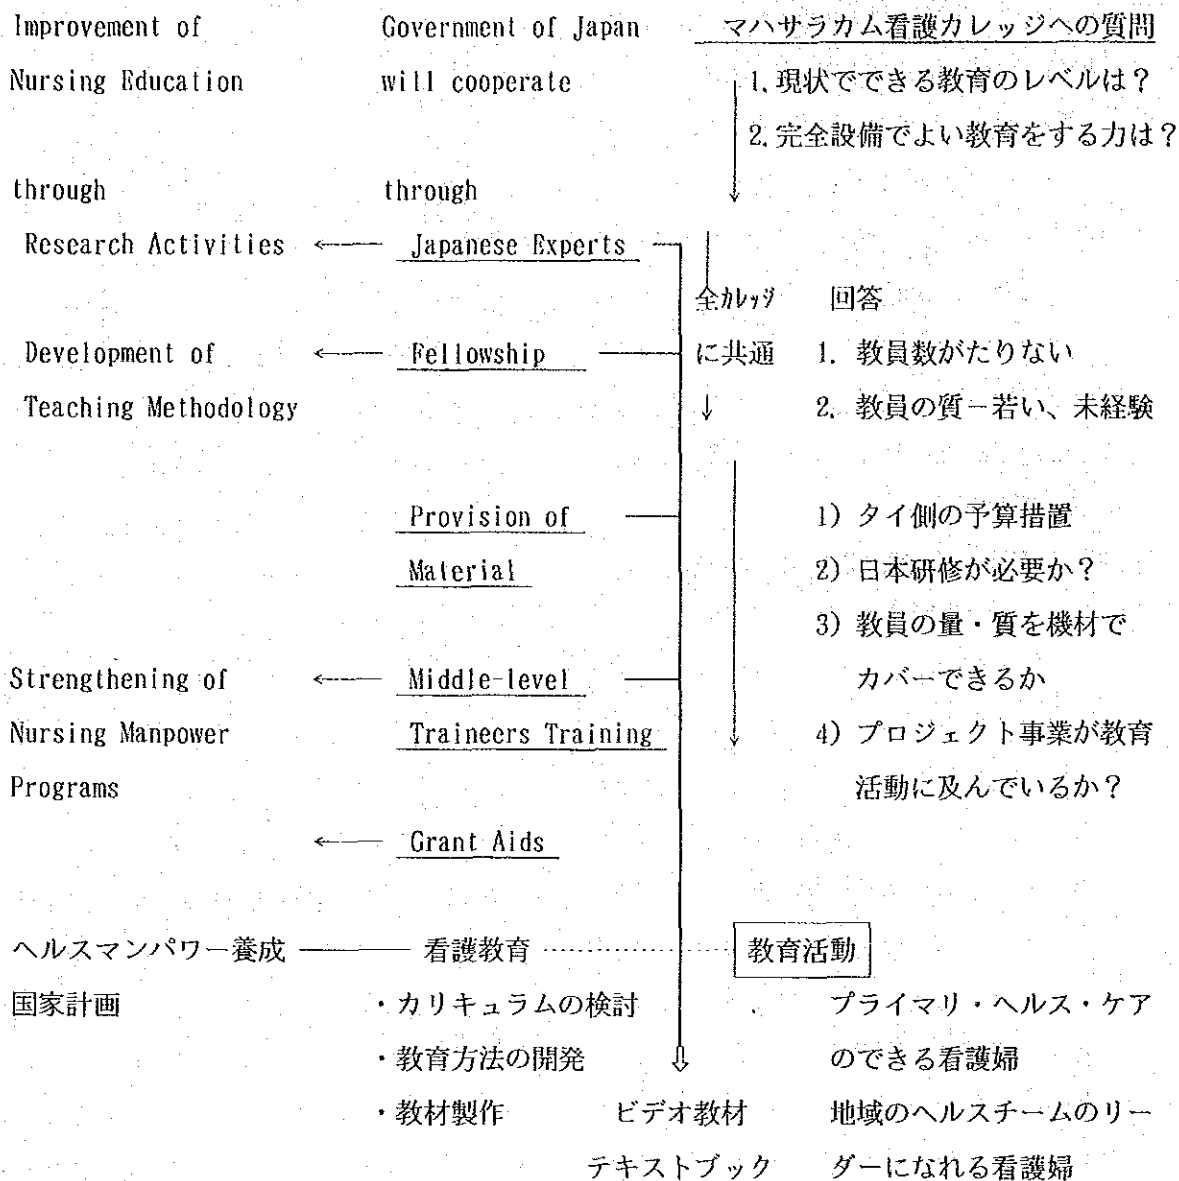 Improvement of
Nursing Education
through
Research Activities
Development of
Teaching Methodology
Strengthening of
Nursing Manpower
Programs
Government of Japan
will cooperate
through
Japanese Experts
Fellowship
Provision of
Material
Middle-level
Traineers Training
Grant Aids
マハサラカム看護カレッジへの質問
1. 現状でできる教育のレベルは?
2. 完全設備でよい教育をする力は?
全カレッジ
に共通
回答
1. 教員数がたりない
2. 教員の質-若い、未経験
1) タイ側の予算措置
2) 日本研修が必要か?
3) 教員の量・質を機材で
カバーできるか
4) プロジェクト事業が教育
活動に及んでいるか?
ヘルスマンパワー養成
国家計画
看護教育
・カリキュラムの検討
・教育方法の開発
・教材製作
ビデオ教材
テキストブック
教育活動
プライマリ・ヘルス・ケア
のできる看護婦
地域のヘルスチームのリー
ダーになれる看護婦